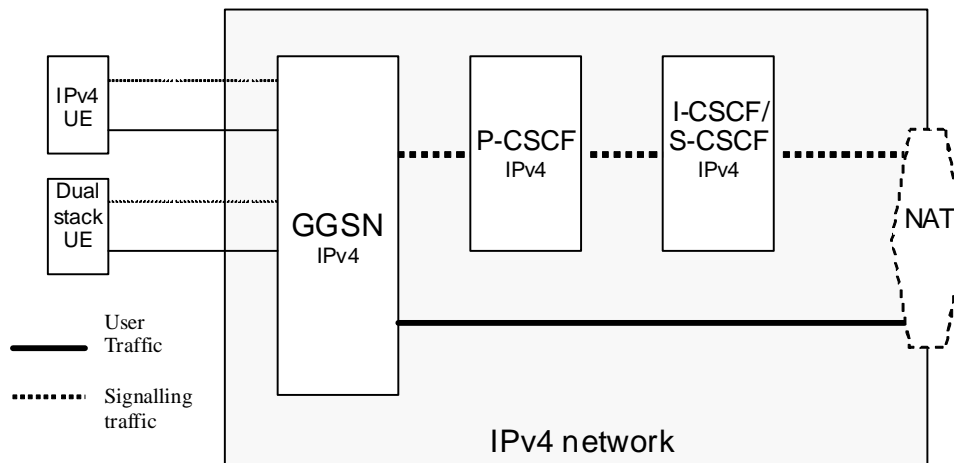 IPv4
UE
Dual
stack
UE
GGSN
IPv4
P-CSCF
IPv4
I-CSCF/
S-CSCF
IPv4
NAT
User
Traffic
Signalling
traffic
IPv4 network